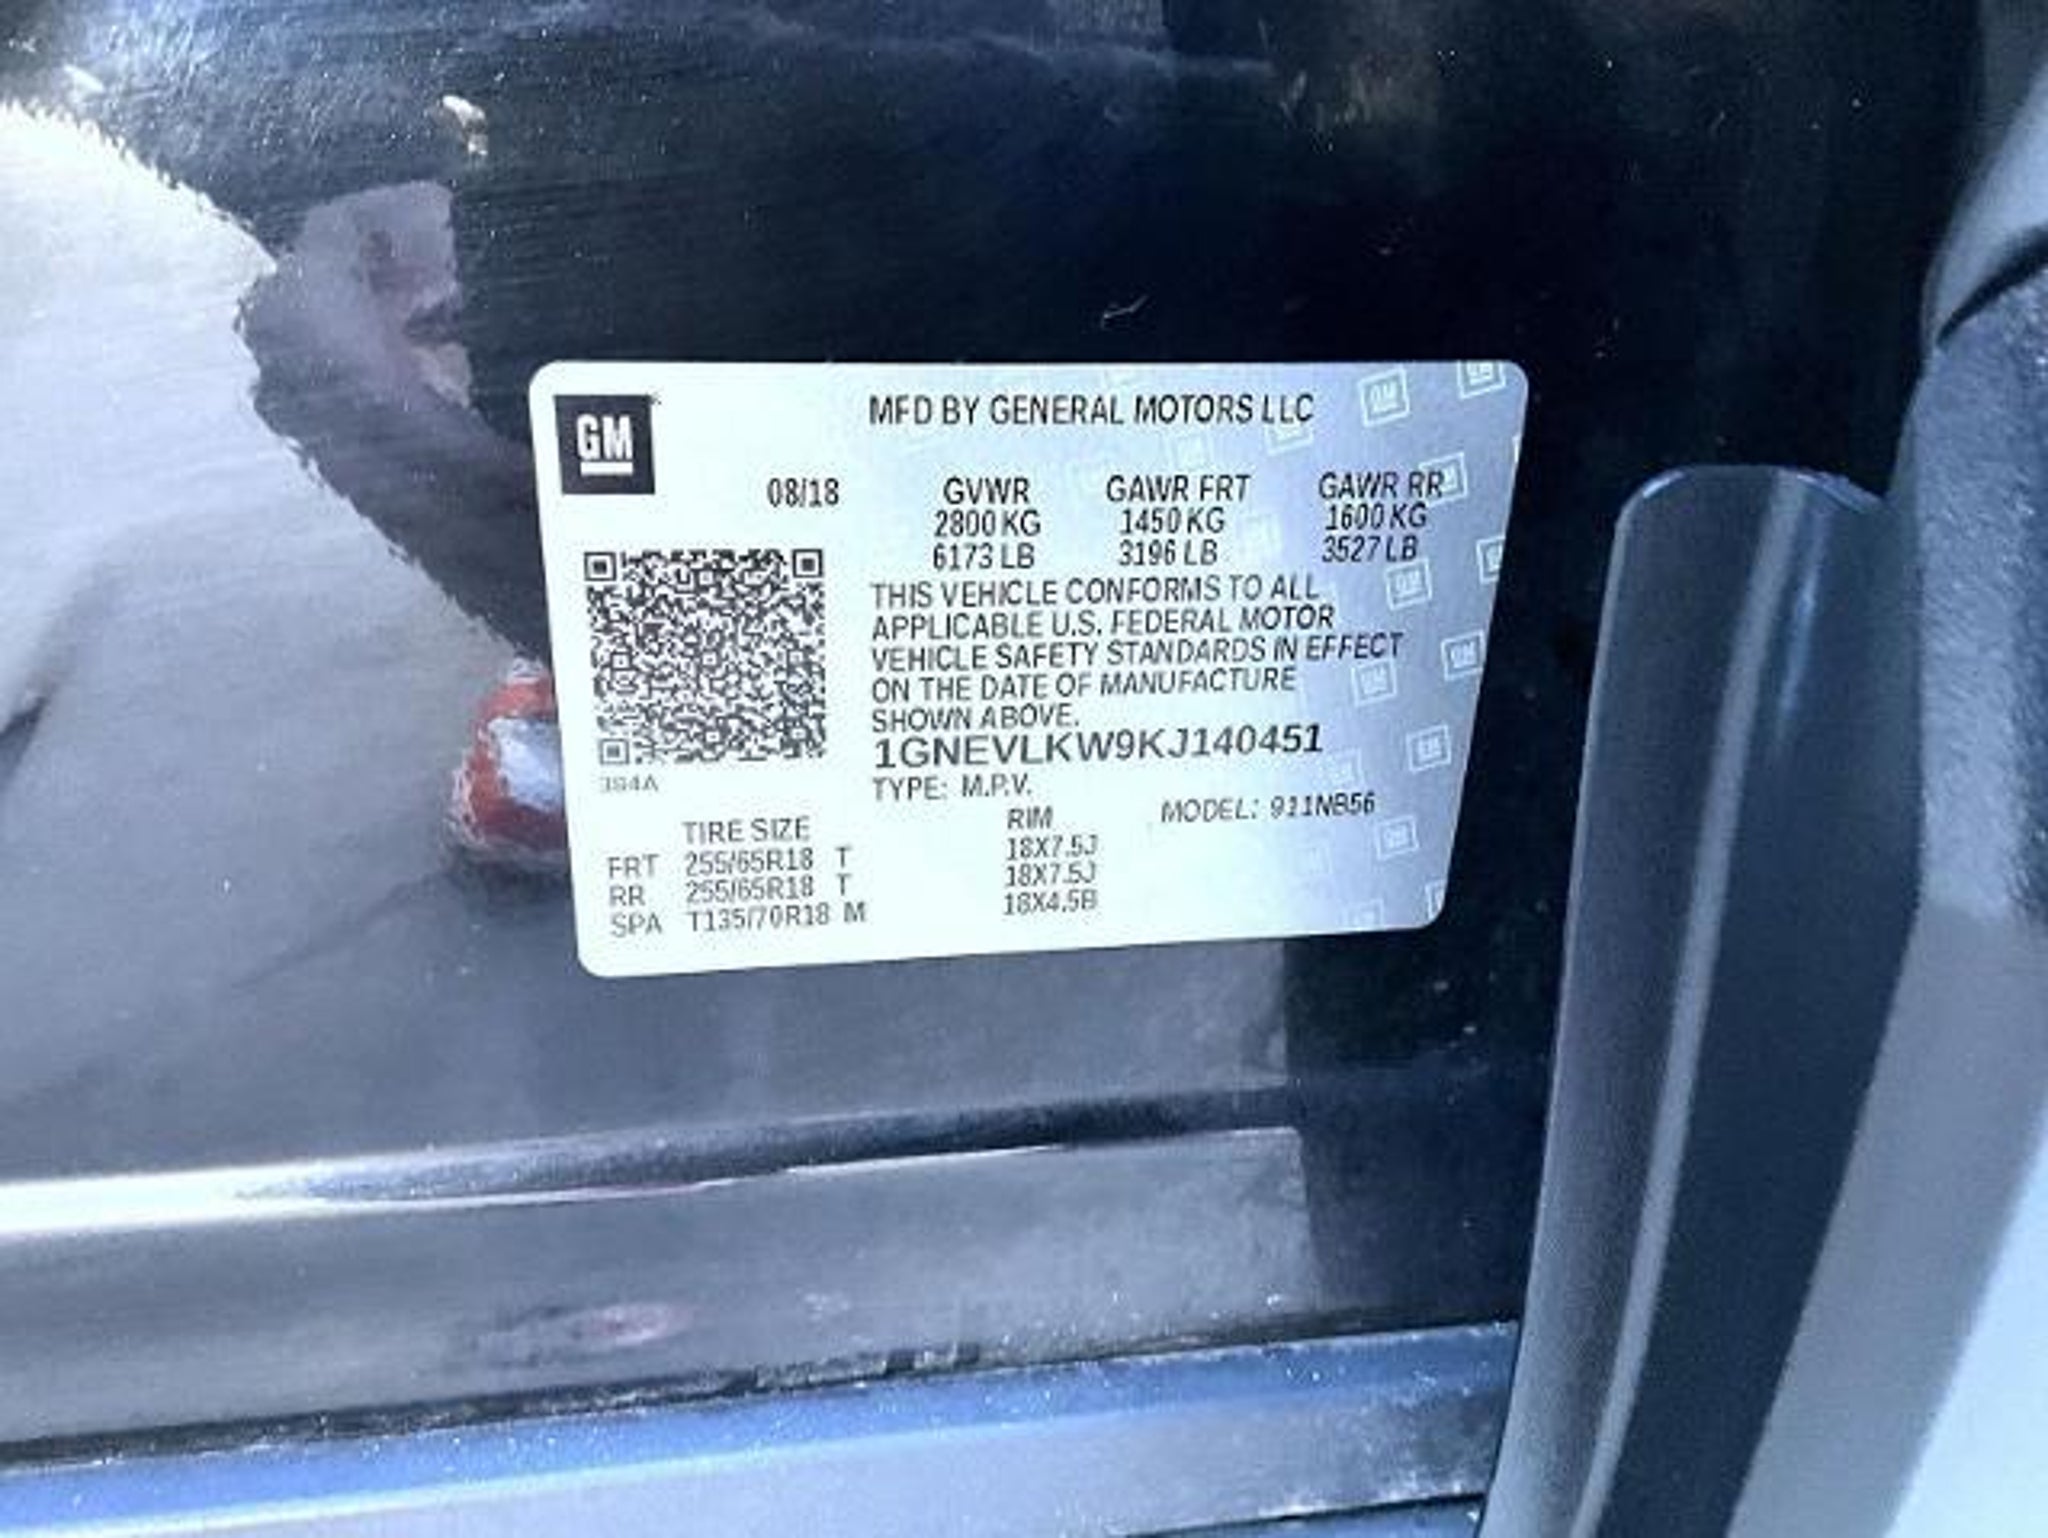 GM
MFD BY GENERAL MOTORS LLC
08/18 GVWR GAWR FRT GAWR RR
2800 KG 1450 KG 1600 KG
6173 LB 3196 LB 3527 LB
THIS VEHICLE CONFORMS TO ALL
APPLICABLE U.S. FEDERAL MOTOR
VEHICLE SAFETY STANDARDS IN EFFECT
ON THE DATE OF MANUFACTURE
SHOWN ABOVE.
1GNEVLKW9KJ140451
394A
TYPE: M.P.V. MODEL: 911NB56
TIRE SIZE RIM
FRT 255/65R18 T 18X7.5J
RR 255/65R18 T 18X7.5J
SPA T135/70R18 M 18X4.5B